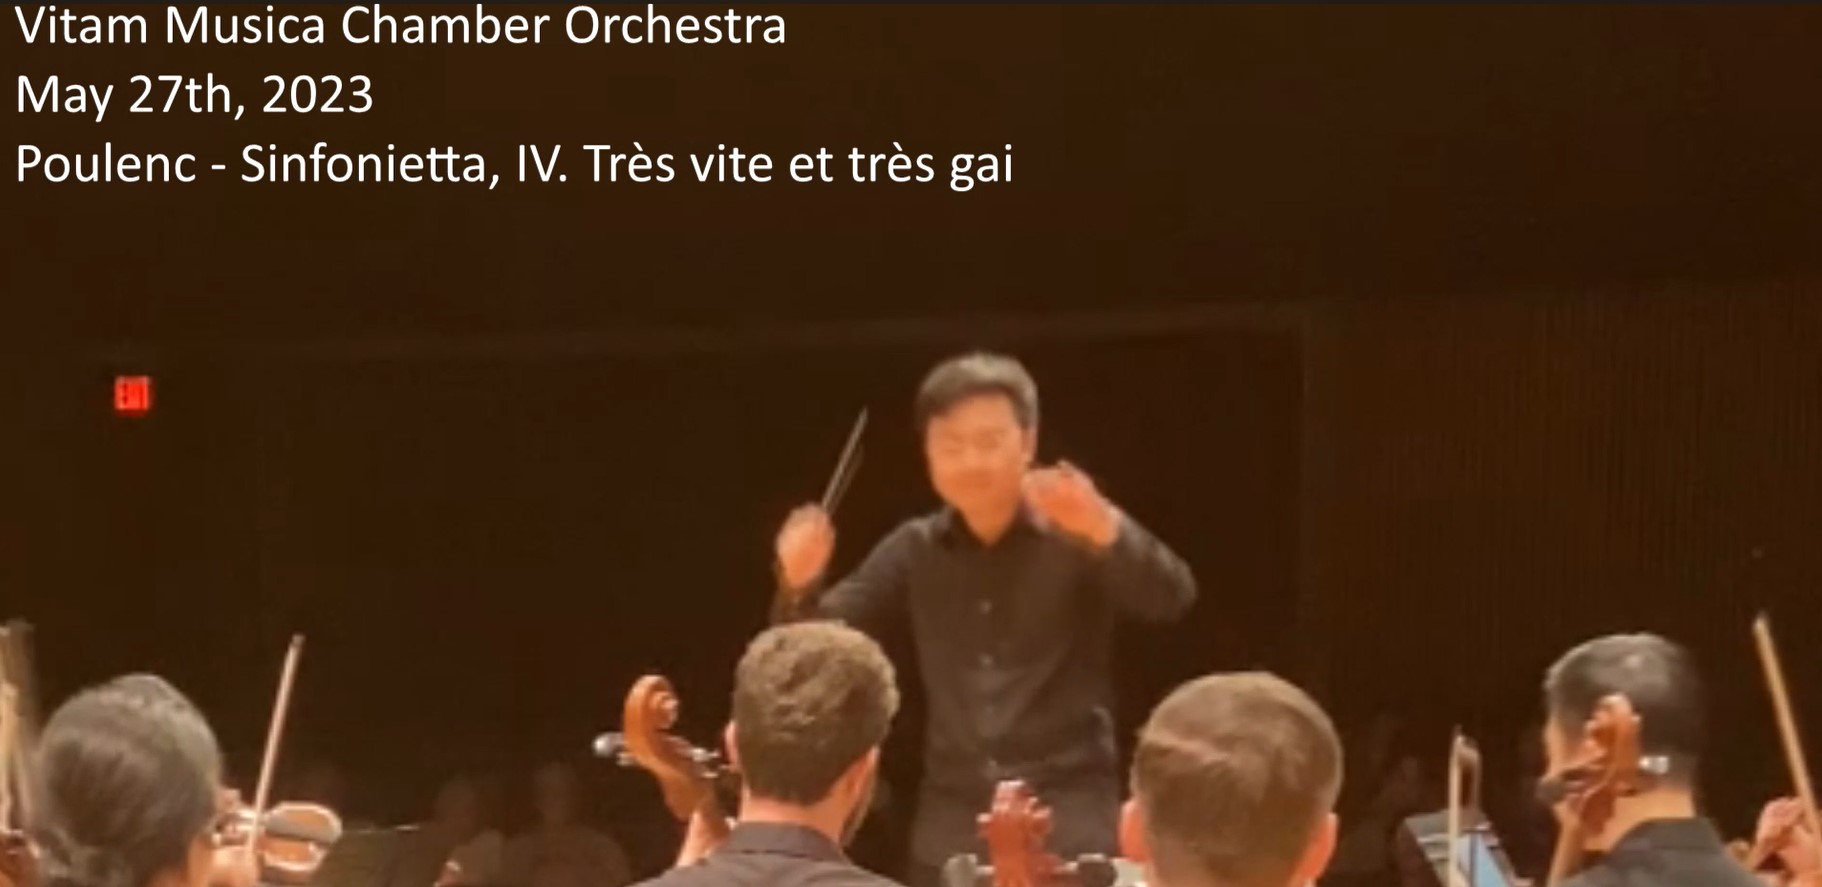 Vitam Musica Chamber Orchestra
May 27th, 2023
Poulenc - Sinfonietta, IV. Très vite et très gai
EXIT